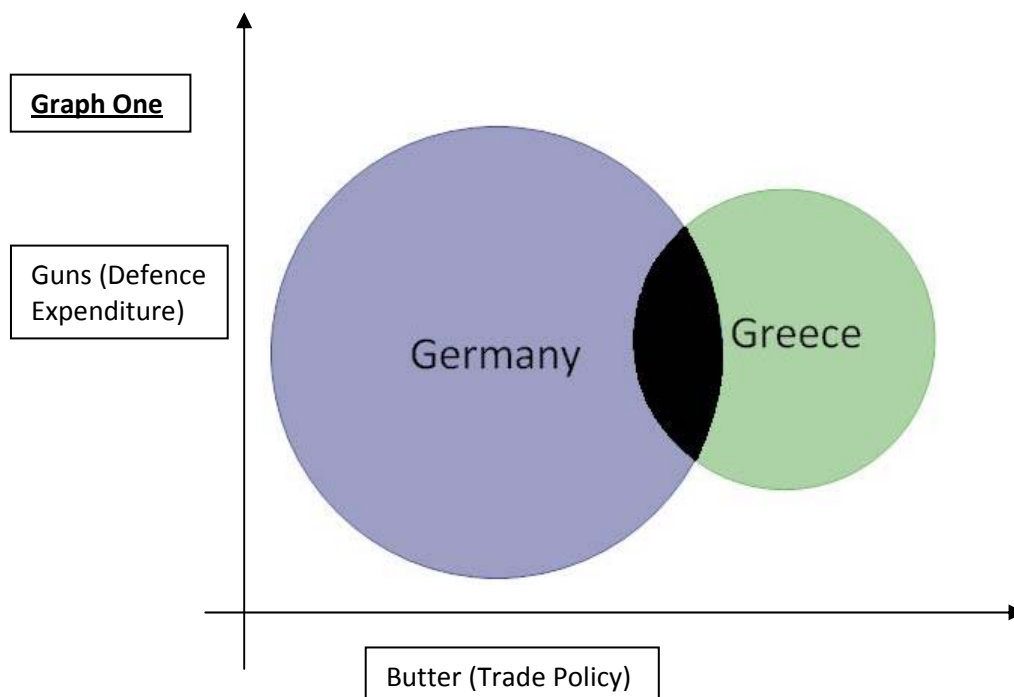 Graph One
Guns (Defence
Expenditure)
Germany
Greece
Butter (Trade Policy)